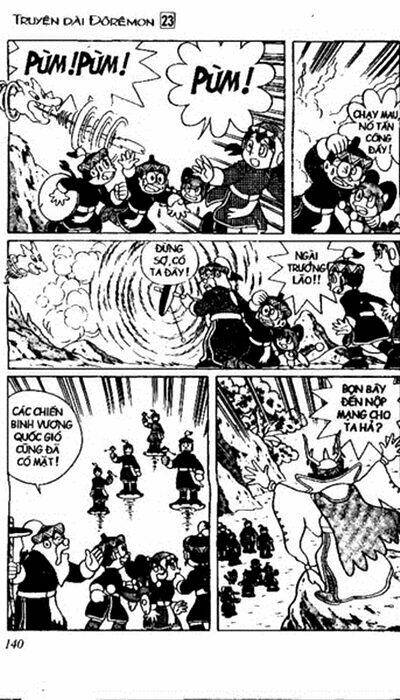 TRUYỆN DÀI ĐÔRÊMON 23
PÙM! PÙM!
PÙM!
CHẠY MAU,
NÓ TẤN
CÔNG
ĐẤY!
ĐỪNG
SỢ, CÓ
TA ĐÂY!
NGÀI
TRƯỞNG
LÃO!!
CÁC CHIẾN
BINH VƯƠNG
QUỐC GIÓ
CŨNG ĐÃ
CÓ MẶT!
BỌN BÂY
ĐẾN NỘP
MẠNG CHO
TA HẢ?
140